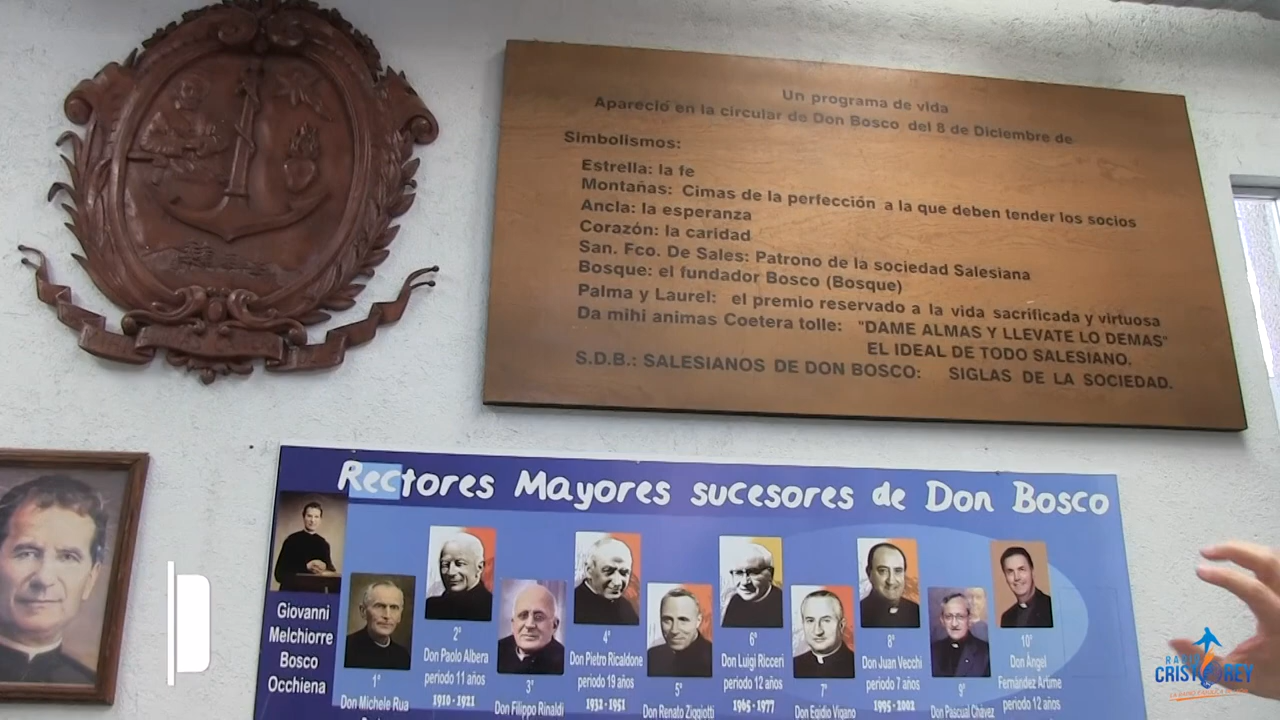 Un programa de vida
Apareció en la circular de Don Bosco del 8 de Diciembre de
Simbolismos:
Estrella: la fe
Montañas: Cimas de la perfección a la que deben tender los socios
Ancla: la esperanza
Corazón: la caridad
San. Fco. De Sales: Patrono de la sociedad Salesiana
Bosque: el fundador Bosco (Bosque)
Palma y Laurel: el premio reservado a la vida sacrificada y virtuosa
Da mihi animas Coetera tolle: "DAME ALMAS Y LLEVATE LO DEMAS"
EL IDEAL DE TODO SALESIANO.
S.D.B.: SALESIANOS DE DON BOSCO: SIGLAS DE LA SOCIEDAD.
Rectores Mayores sucesores de Don Bosco
Giovanni
Melchiorre
Bosco
Occhiena
1°
Don Michele Rua
2°
Don Paolo Albera
periodo 11 años
1910 - 1921
3°
Don Filippo Rinaldi
4°
Don Pietro Ricaldone
periodo 19 años
1932 - 1951
5°
Don Renato Ziggiotti
6°
Don Luigi Ricceri
periodo 12 años
1965 - 1977
7°
Don Egidio Vigano
8°
Don Juan Vecchi
periodo 7 años
1995 - 2002
9°
Don Pascual Chávez
10°
Don Ángel
Fernández Artime
periodo 12 años
RADIO
CRISTO REY